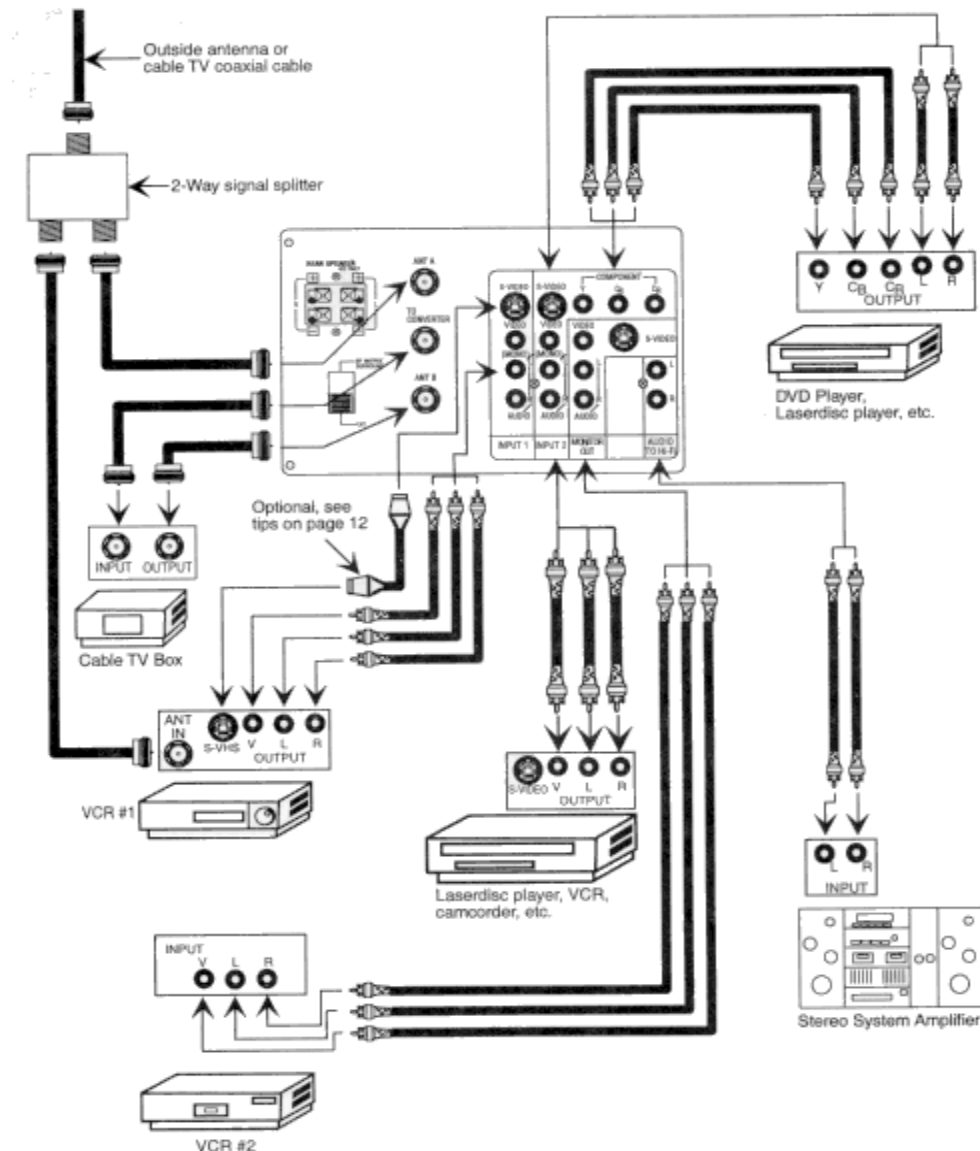 Outside antenna or
cable TV coaxial cable
2-Way signal splitter
ANT A
TO
CONVERTER
ANT B
COMPONENT
S-VIDEO
S-VIDEO
Y
CB
CR
VIDEO
VIDEO
VIDEO
S-VIDEO
(MONO)
(MONO)
L
R
AUDIO
AUDIO
AUDIO
INPUT 1
INPUT 2
MONITOR
OUT
AUDIO
TO HI-FI
Y
CB
CR
L
R
OUTPUT
DVD Player,
Laserdisc player, etc.
Optional, see
tips on page 12
INPUT
OUTPUT
Cable TV Box
ANT
IN
S-VHS
V
L
R
OUTPUT
VCR #1
S-VIDEO
V
L
R
OUTPUT
Laserdisc player, VCR,
camcorder, etc.
L
R
INPUT
Stereo System Amplifier
INPUT
V
L
R
VCR #2